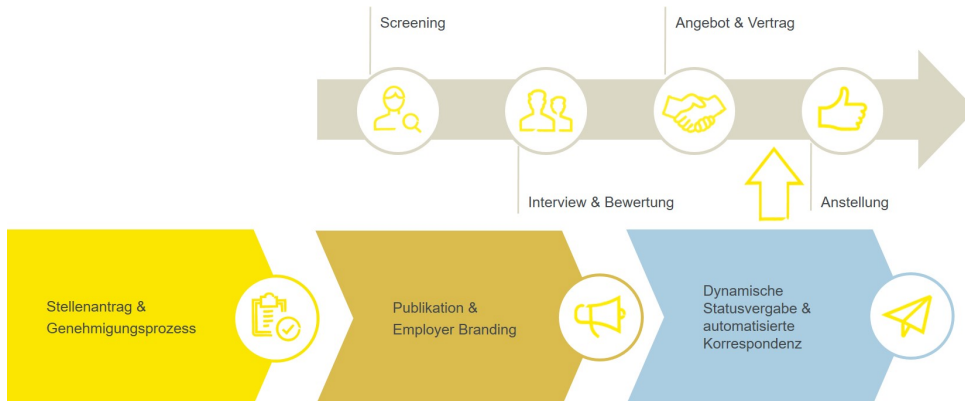 Screening
Angebot & Vertrag
Interview & Bewertung
Anstellung
Stellenantrag &
Genehmigungsprozess
Publikation &
Employer Branding
Dynamische
Statusvergabe &
automatisierte
Korrespondenz